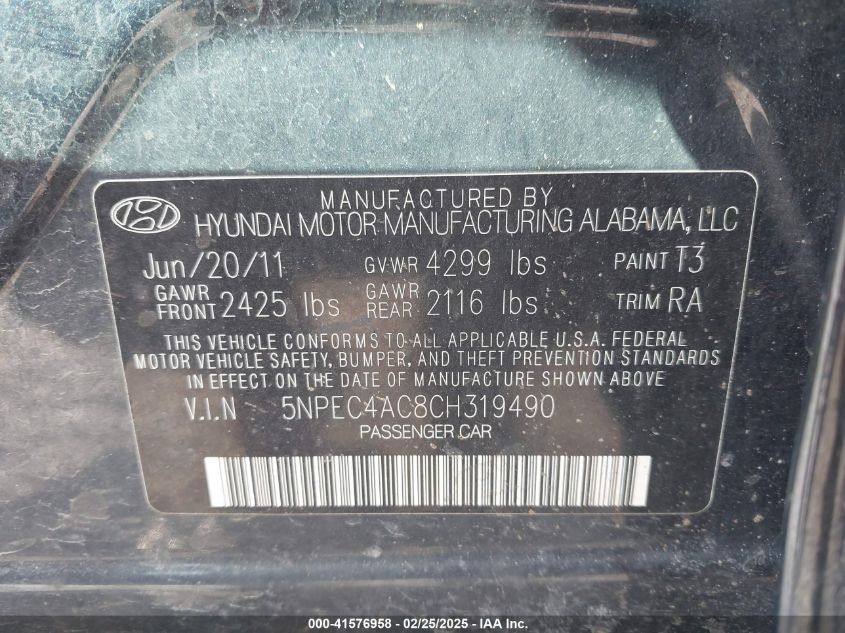 MANUFACTURED BY
HYUNDAI MOTOR MANUFACTURING ALABAMA, LLC
Jun/20/11 GVWR 4299 lbs PAINT T3
GAWR FRONT 2425 lbs GAWR REAR 2116 lbs TRIM RA
THIS VEHICLE CONFORMS TO ALL APPLICABLE U.S.A. FEDERAL
MOTOR VEHICLE SAFETY, BUMPER, AND THEFT PREVENTION STANDARDS
IN EFFECT ON THE DATE OF MANUFACTURE SHOWN ABOVE
V.I.N 5NPEC4AC8CH319490
PASSENGER CAR
000-41576958 - 02/25/2025 - IAA Inc.